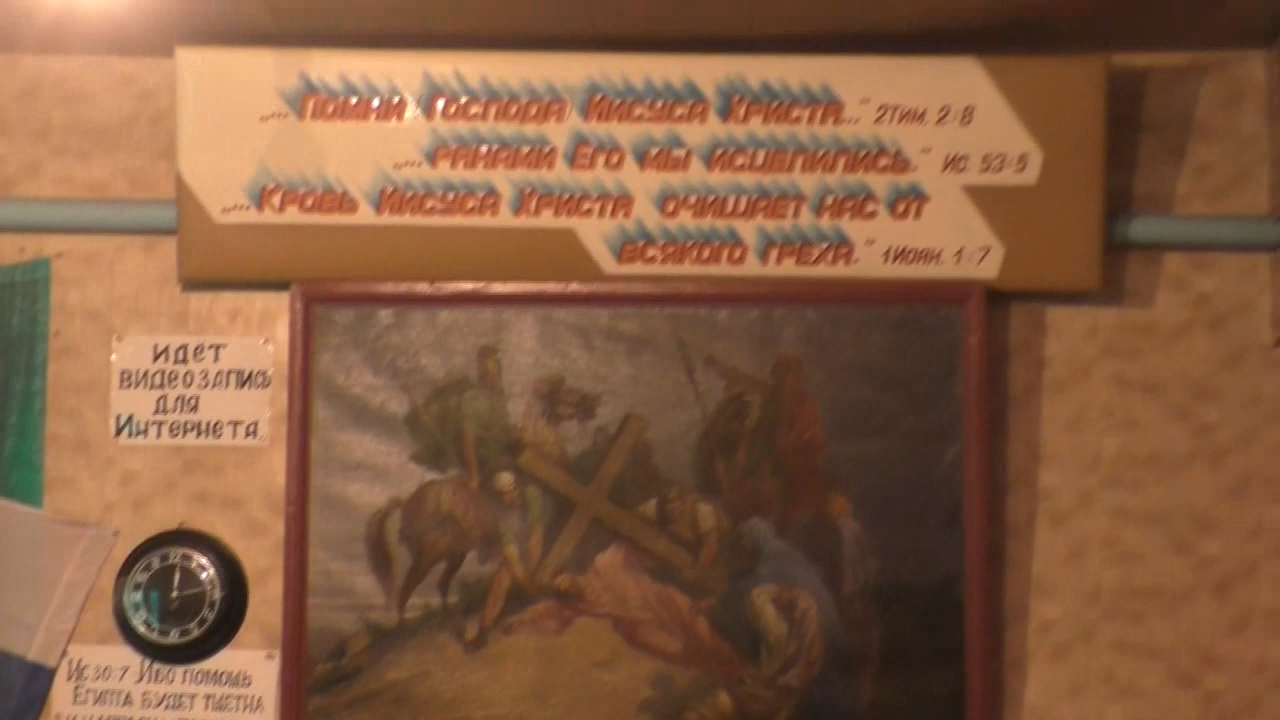 „... Помни (Господа) Иисуса Христа...“ 2Тим. 2:8
„... ранами Его мы исцелились.“ Ис. 53:5
„... Кровь Иисуса Христа очищает нас от
всякого греха.“ 1Иоан. 1:7
идёт
видеозапись
для
Интернета.
Ис 30:7 Ибо помощь
Египта будет тщетна